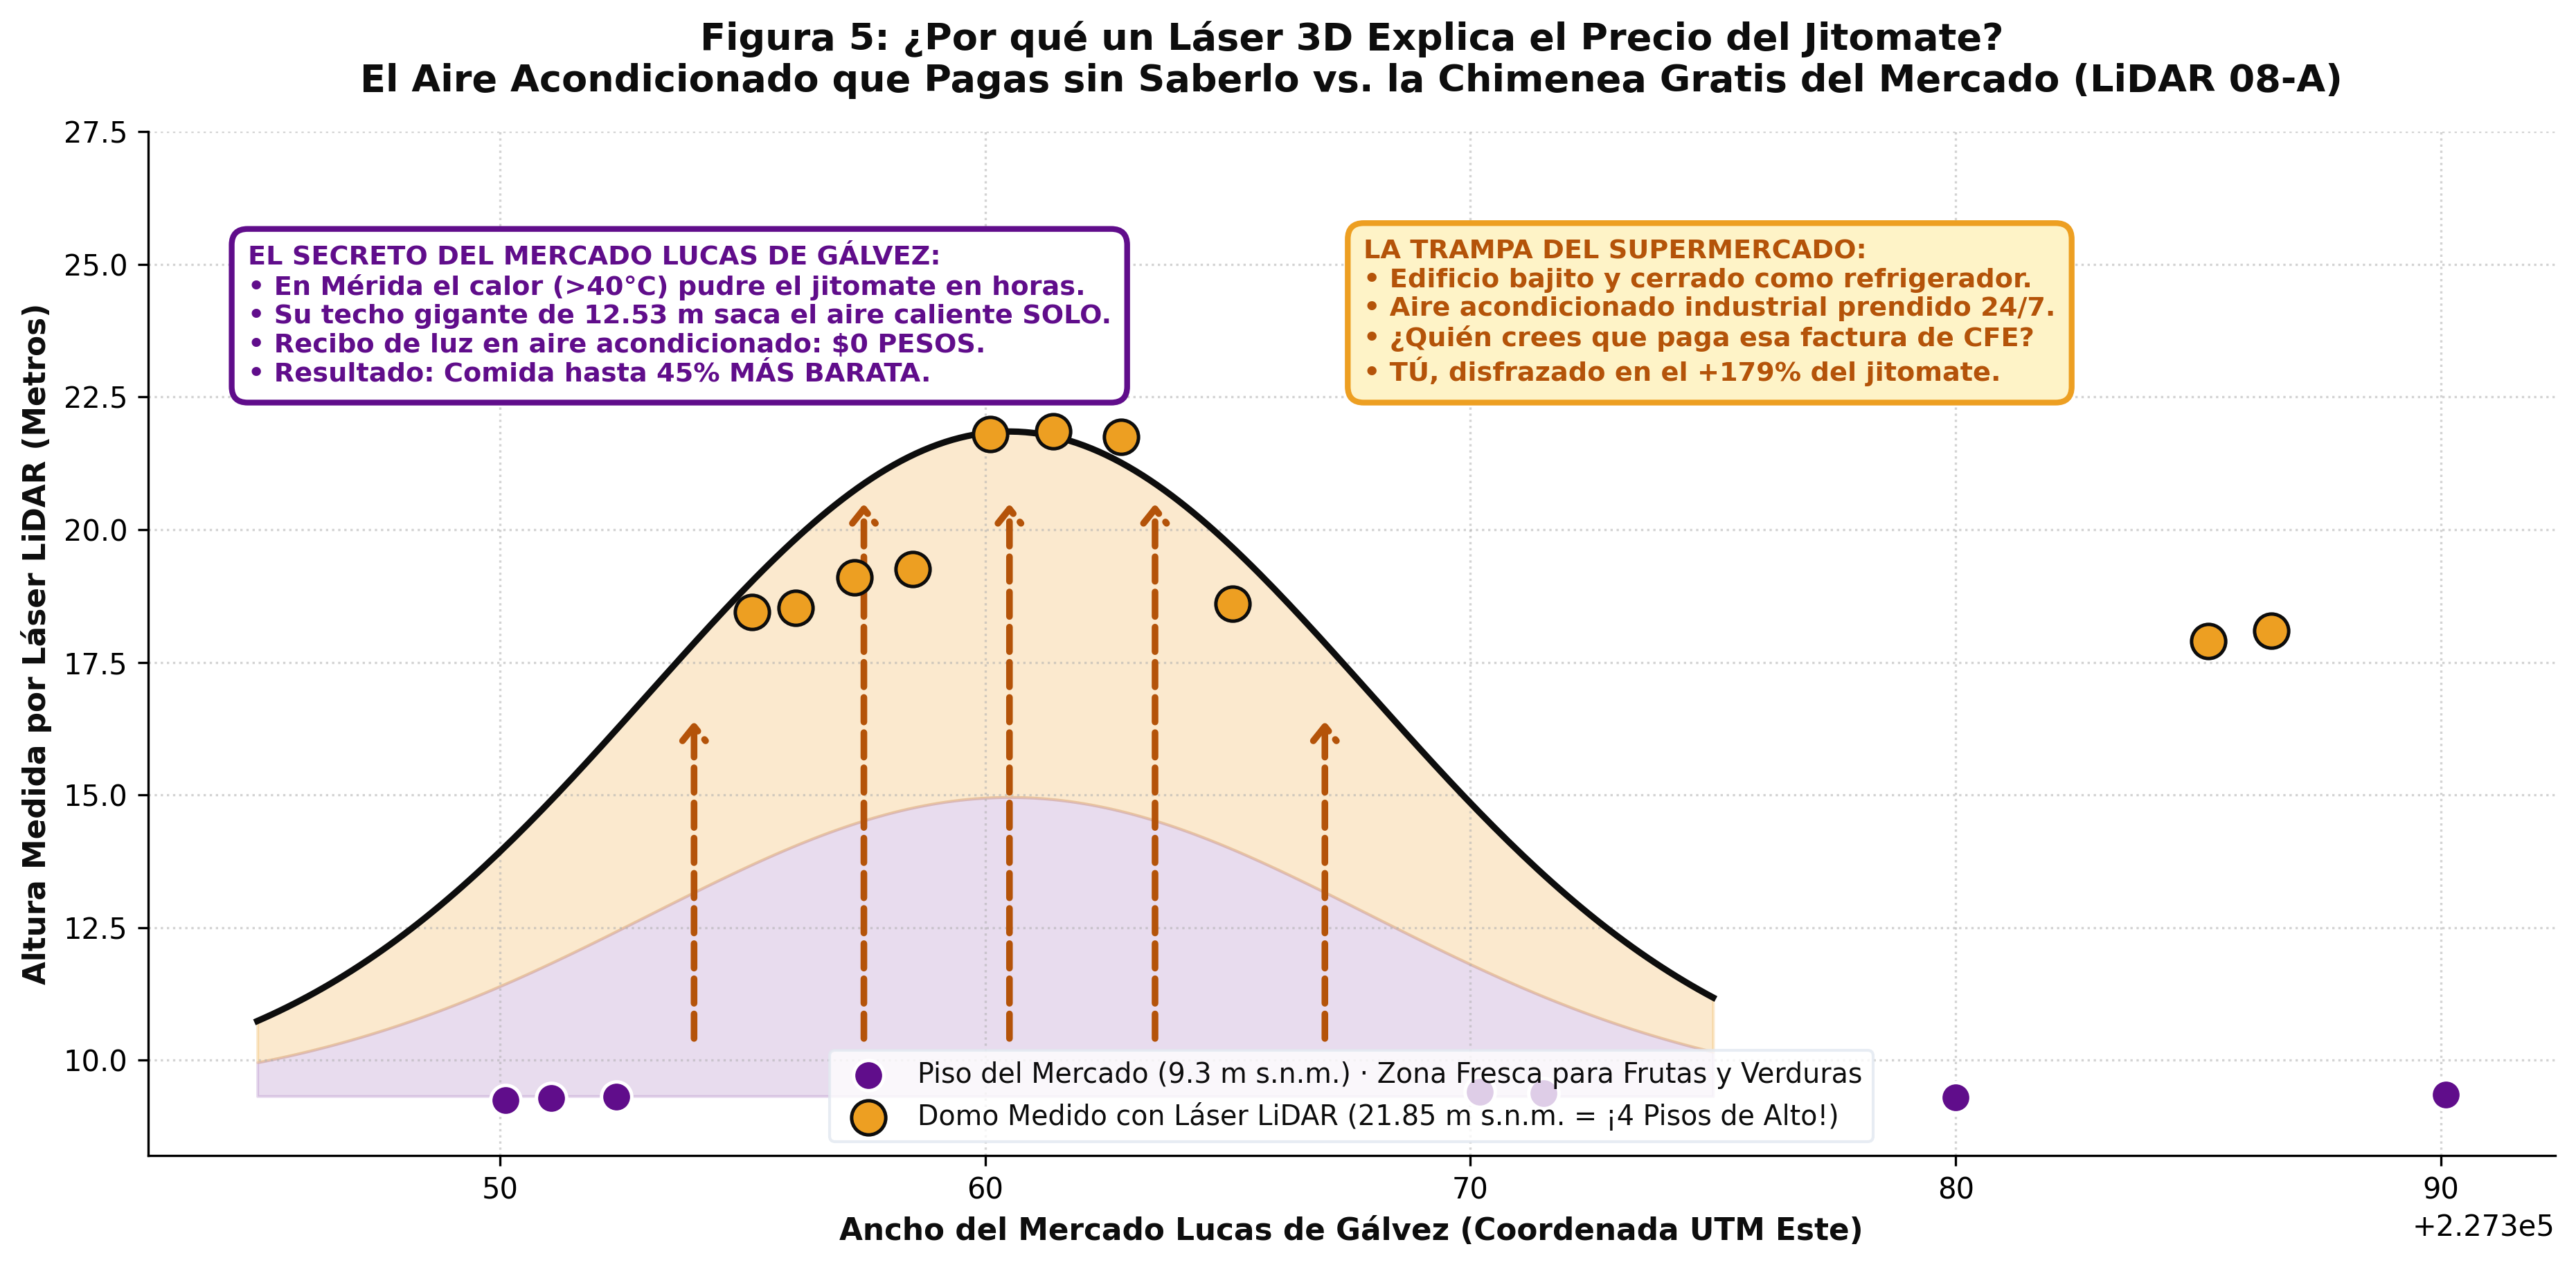 Figura 5: ¿Por qué un Láser 3D Explica el Precio del Jitomate?
El Aire Acondicionado que Pagas sin Saberlo vs. la Chimenea Gratis del Mercado (LiDAR 08-A)
Altura Medida por Láser LiDAR (Metros)
27.5
25.0
22.5
20.0
17.5
15.0
12.5
10.0
EL SECRETO DEL MERCADO LUCAS DE GÁLVEZ:
• En Mérida el calor (>40°C) pudre el jitomate en horas.
• Su techo gigante de 12.53 m saca el aire caliente SOLO.
• Recibo de luz en aire acondicionado: $0 PESOS.
• Resultado: Comida hasta 45% MÁS BARATA.
LA TRAMPA DEL SUPERMERCADO:
• Edificio bajito y cerrado como refrigerador.
• Aire acondicionado industrial prendido 24/7.
• ¿Quién crees que paga esa factura de CFE?
• TÚ, disfrazado en el +179% del jitomate.
Piso del Mercado (9.3 m s.n.m.) · Zona Fresca para Frutas y Verduras
Domo Medido con Láser LiDAR (21.85 m s.n.m. = ¡4 Pisos de Alto!)
50
60
70
80
90
+2.273e5
Ancho del Mercado Lucas de Gálvez (Coordenada UTM Este)